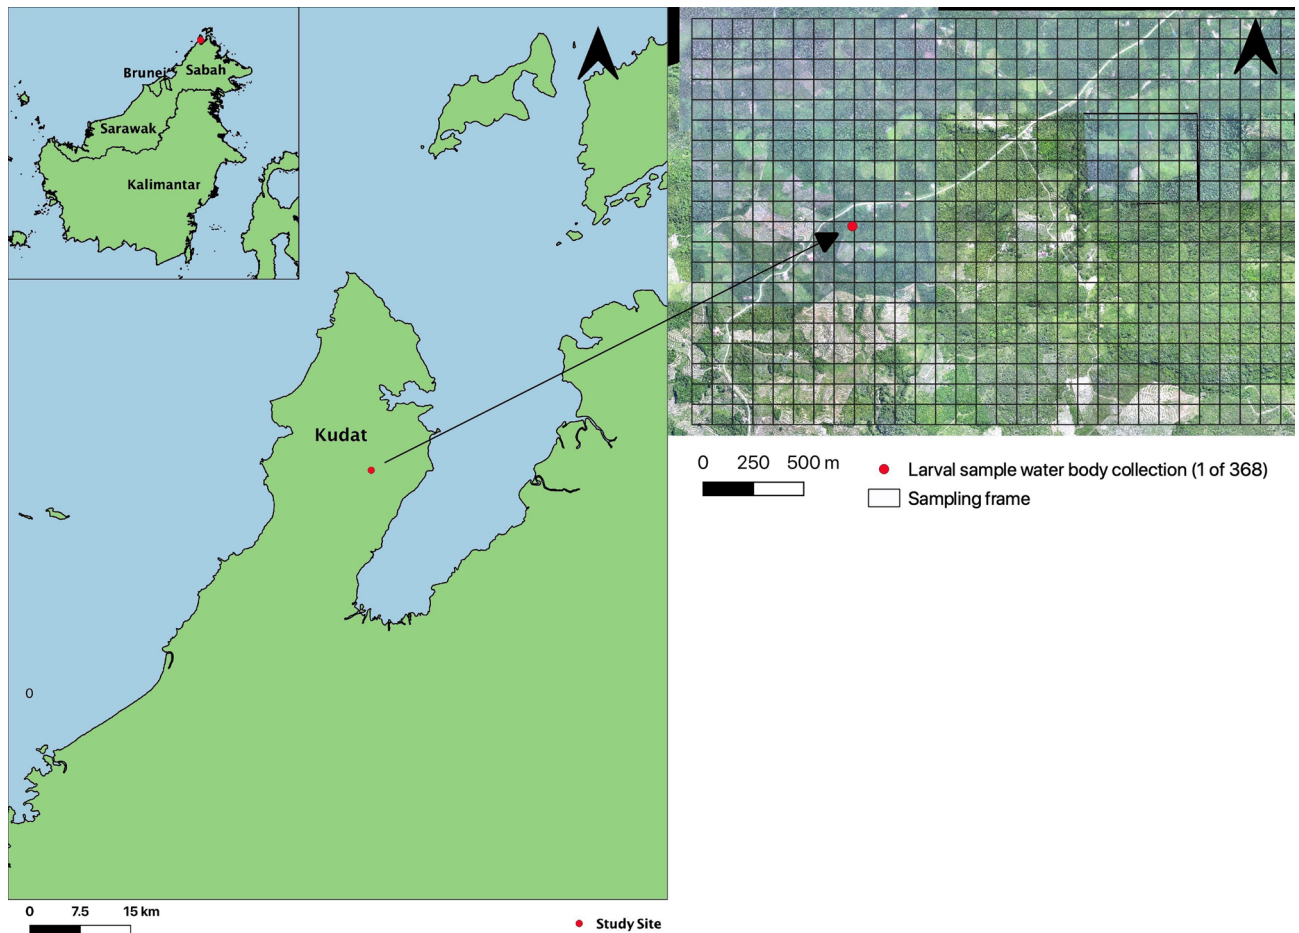 Brunei
Sabah
Sarawak
Kalimantar
Kudat
0
0 7.5 15 km
Study Site
0 250 500 m
Larval sample water body collection (1 of 368)
Sampling frame